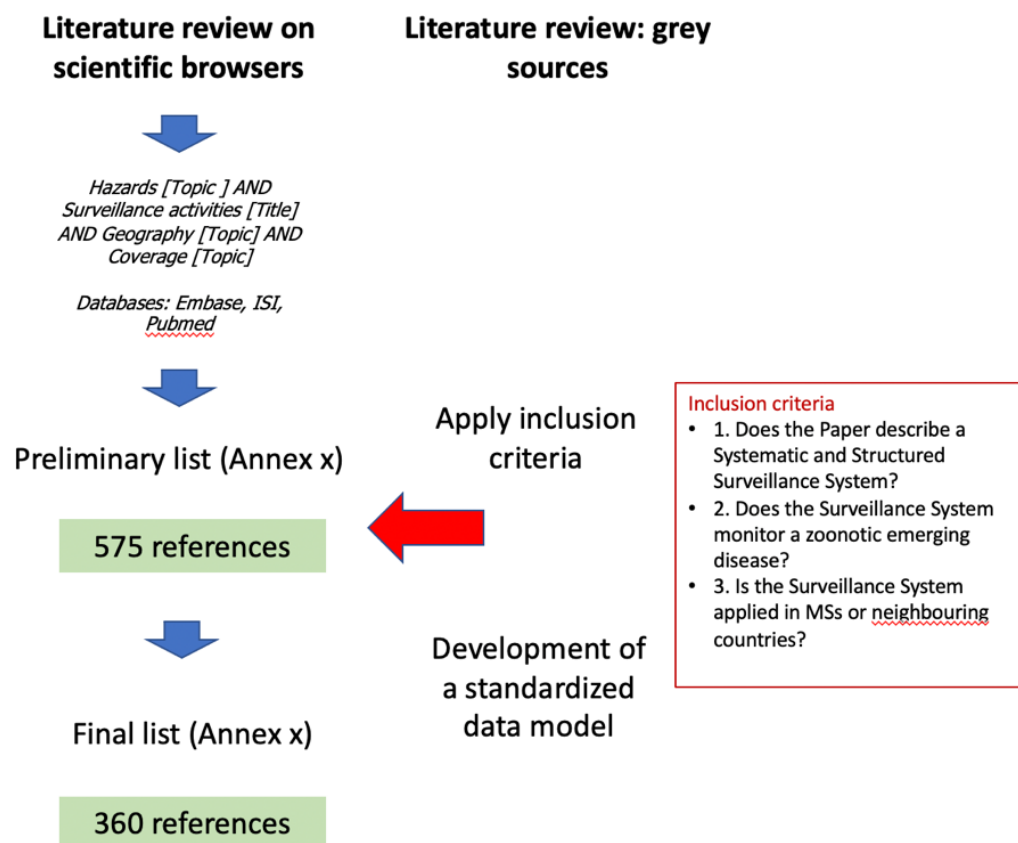 Literature review on
scientific browsers
Literature review: grey
sources
Hazards [Topic ] AND
Surveillance activities [Title]
AND Geography [Topic] AND
Coverage [Topic]
Databases: Embase, ISI,
Pubmed
Preliminary list (Annex x)
575 references
Apply inclusion
criteria
Inclusion criteria
• 1. Does the Paper describe a
Systematic and Structured
Surveillance System?
• 2. Does the Surveillance System
monitor a zoonotic emerging
disease?
• 3. Is the Surveillance System
applied in MSs or neighbouring
countries?
Development of
a standardized
data model
Final list (Annex x)
360 references